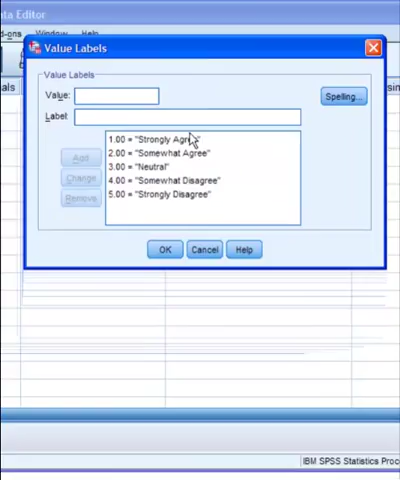 ata Editor
d-ons Window Help
Value Labels
Value Labels
Value:
Spelling...
Label:
1.00 = "Strongly Agree"
2.00 = "Somewhat Agree"
3.00 = "Neutral"
4.00 = "Somewhat Disagree"
5.00 = "Strongly Disagree"
Add
Change
Remove
OK Cancel Help
IBM SPSS Statistics Proc